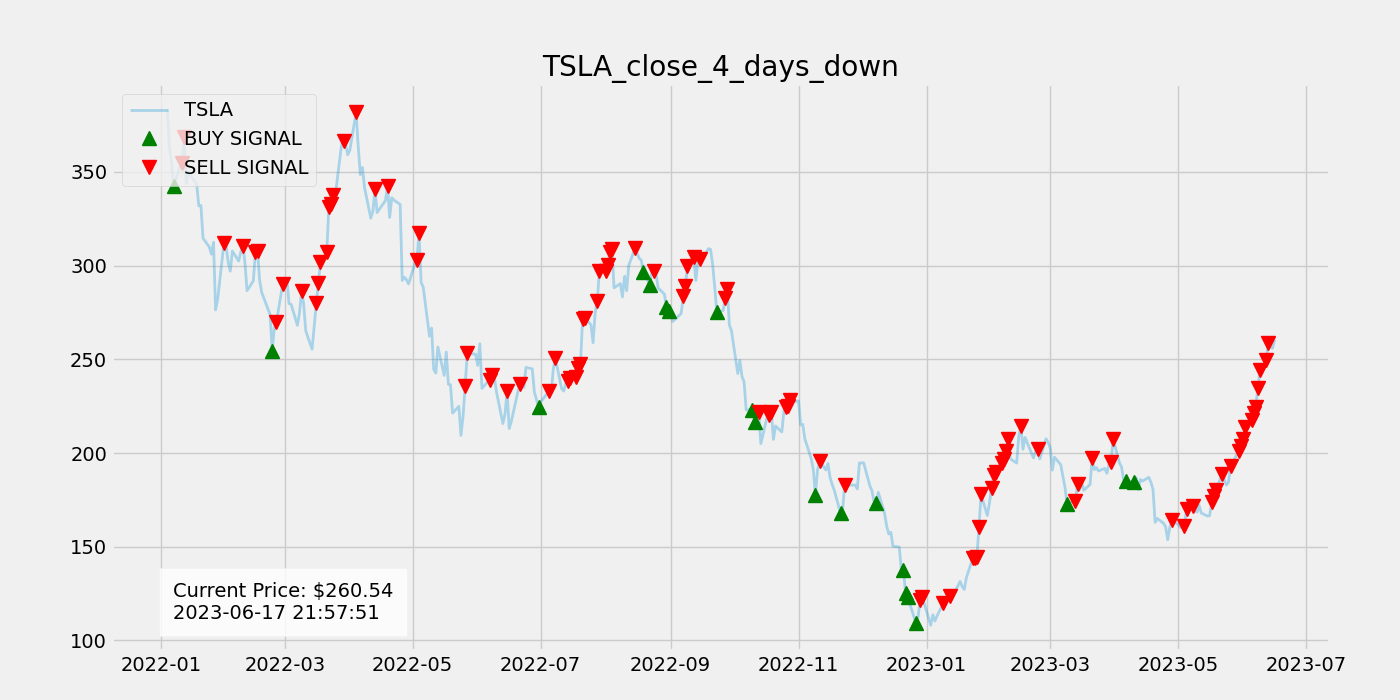 TSLA_close_4_days_down
TSLA
BUY SIGNAL
SELL SIGNAL
350
300
250
200
150
100
Current Price: $260.54
2023-06-17 21:57:51
2022-01 2022-03 2022-05 2022-07 2022-09 2022-11 2023-01 2023-03 2023-05 2023-07